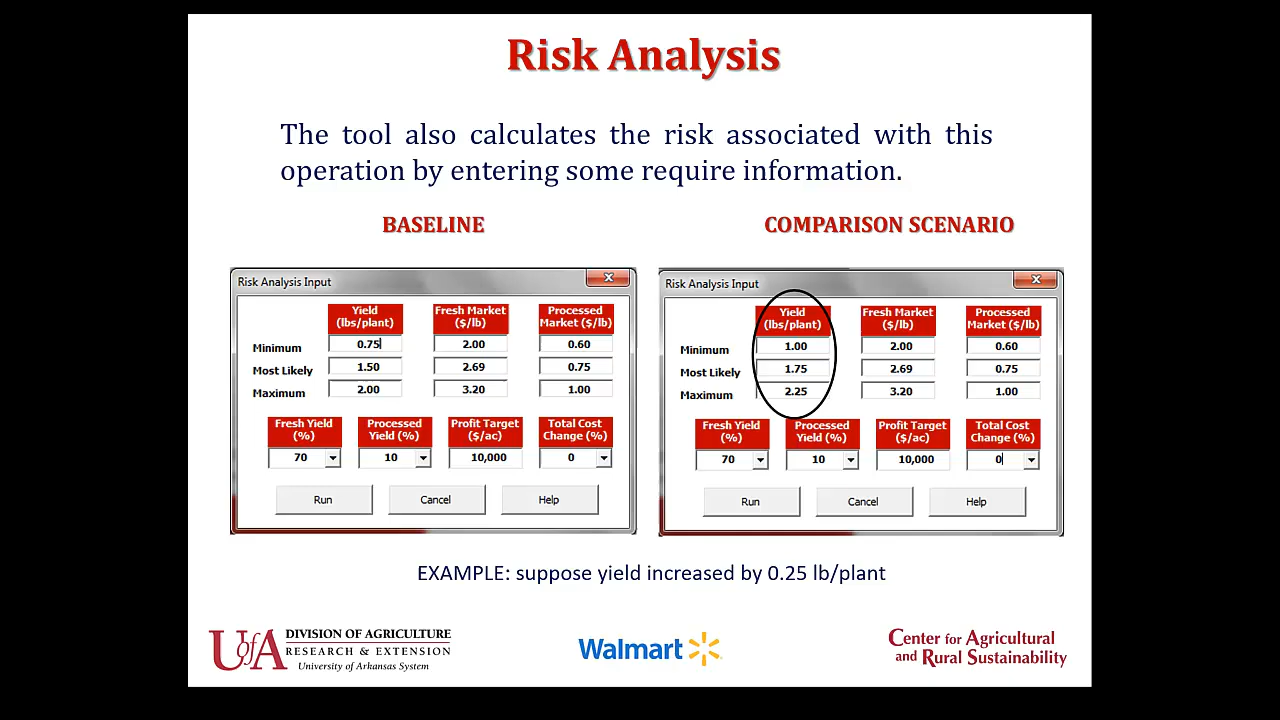 Risk Analysis
The tool also calculates the risk associated with this
operation by entering some require information.
BASELINE
Risk Analysis Input
Yield (lbs/plant) Fresh Market ($/lb) Processed Market ($/lb)
Minimum 0.75 2.00 0.60
Most Likely 1.50 2.69 0.75
Maximum 2.00 3.20 1.00
Fresh Yield (%) Processed Yield (%) Profit Target ($/ac) Total Cost Change (%)
70 10 10,000 0
Run Cancel Help
COMPARISON SCENARIO
Risk Analysis Input
Yield (lbs/plant) Fresh Market ($/lb) Processed Market ($/lb)
Minimum 1.00 2.00 0.60
Most Likely 1.75 2.69 0.75
Maximum 2.25 3.20 1.00
Fresh Yield (%) Processed Yield (%) Profit Target ($/ac) Total Cost Change (%)
70 10 10,000 0
Run Cancel Help
EXAMPLE: suppose yield increased by 0.25 lb/plant
UofA
DIVISION OF AGRICULTURE
RESEARCH & EXTENSION
University of Arkansas System
Walmart
Center for Agricultural
and Rural Sustainability